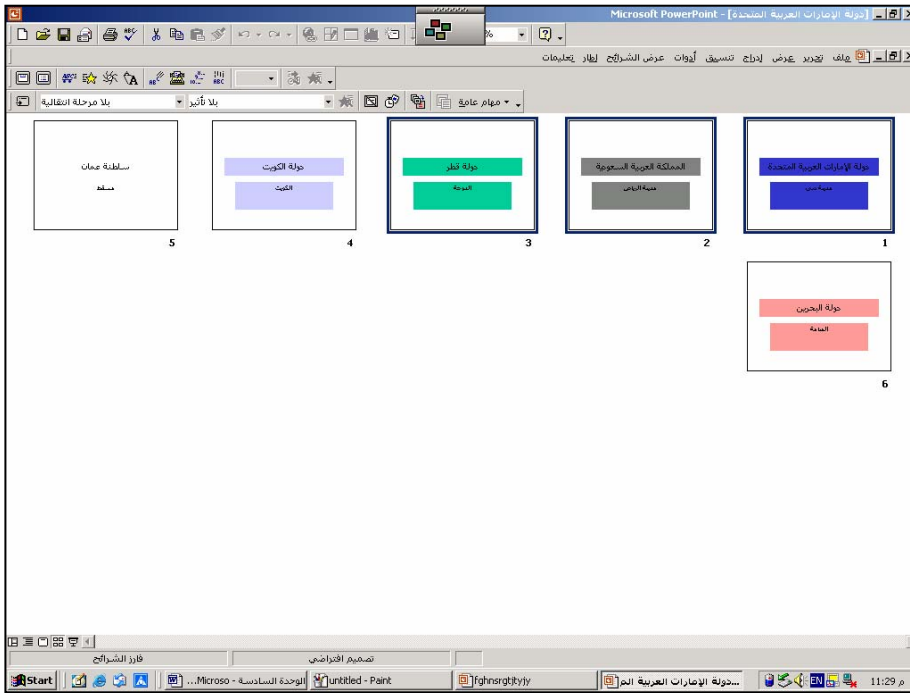 Microsoft PowerPoint - [دولة الإمارات العربية المتحدة]
%
ملف تحرير عرض إدراج تنسيق أدوات عرض الشرائح إطار تعليمات
مهام عامة
بلا تأثير
بلا مرحلة انتقالية
دولة الإمارات العربية المتحدة
1
المملكة العربية السعودية
مدينة الرياض
2
دولة قطر
الدوحة
3
دولة الكويت
الكويت
4
سلطنة عمان
مسقط
5
دولة البحرين
المنامة
6
تصميم افتراضي
فارز الشرائح
Start
الوحدة السادسة - Microso...
untitled - Paint
fghnsrgtjtyjy
دولة الإمارات العربية الم...
EN
11:29 م